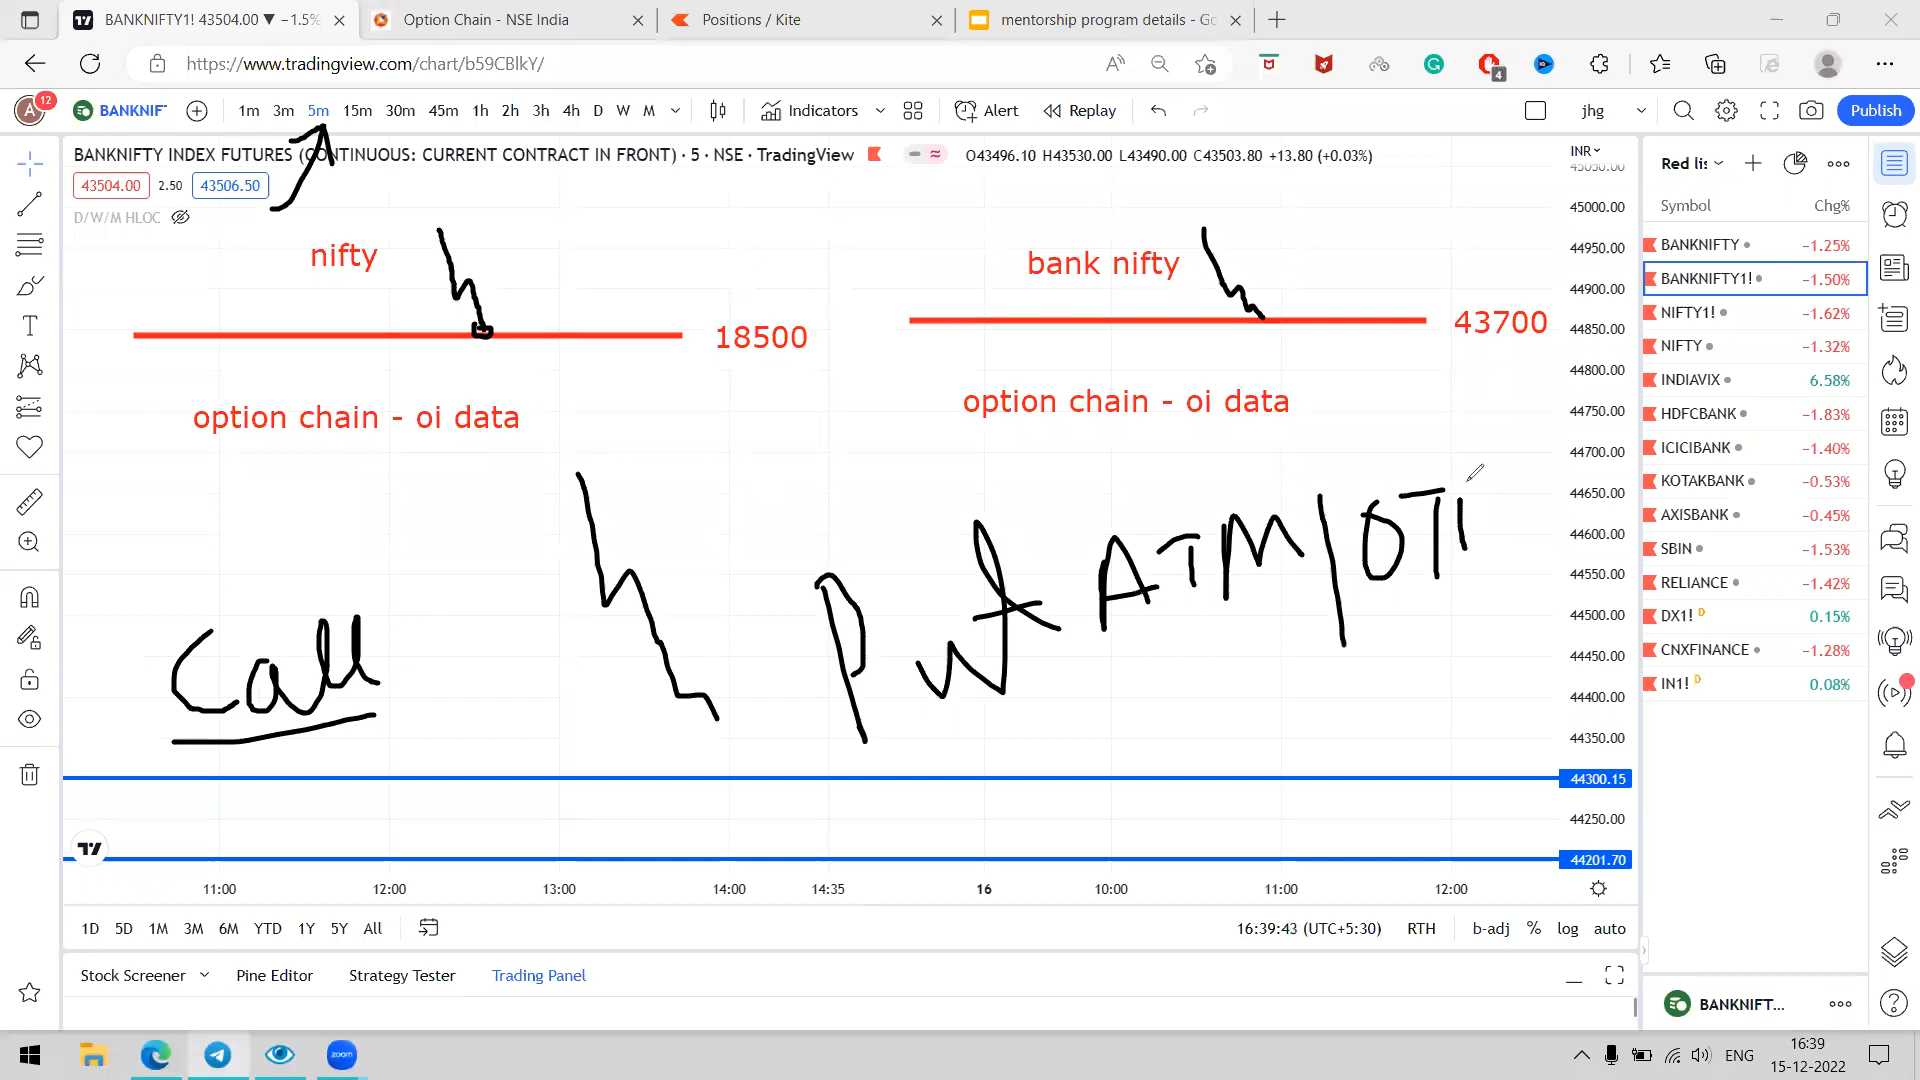 BANKNIFTY1! 43504.00 ▼ −1.5%
Option Chain - NSE India
Positions / Kite
mentorship program details - Go
https://www.tradingview.com/chart/b59CBlkY/
4
A 12 BANKNIF 1m 3m 5m 15m 30m 45m 1h 2h 3h 4h D W M Indicators Alert Replay jhg Publish
BANKNIFTY INDEX FUTURES (CONTINUOUS: CURRENT CONTRACT IN FRONT) · 5 · NSE · TradingView
O43496.10 H43530.00 L43490.00 C43503.80 +13.80 (+0.03%)
INR
43504.00 2.50 43506.50
D/W/M HLOC
nifty
18500
option chain - oi data
bank nifty
43700
option chain - oi data
Call
Put ATM/OTI
45050.00
45000.00
44950.00
44900.00
44850.00
44800.00
44750.00
44700.00
44650.00
44600.00
44550.00
44500.00
44450.00
44400.00
44350.00
44300.15
44250.00
44201.70
11:00 12:00 13:00 14:00 14:35 16 10:00 11:00 12:00
1D 5D 1M 3M 6M YTD 1Y 5Y All
16:39:43 (UTC+5:30) RTH b-adj % log auto
Stock Screener Pine Editor Strategy Tester Trading Panel
Red lis
Symbol Chg%
BANKNIFTY −1.25%
BANKNIFTY1! −1.50%
NIFTY1! −1.62%
NIFTY −1.32%
INDIAVIX 6.58%
HDFCBANK −1.83%
ICICIBANK −1.40%
KOTAKBANK −0.53%
AXISBANK −0.45%
SBIN −1.53%
RELIANCE −1.42%
DX1! D 0.15%
CNXFINANCE −1.28%
IN1! D 0.08%
BANKNIFT...
zoom
ENG
16:39
15-12-2022